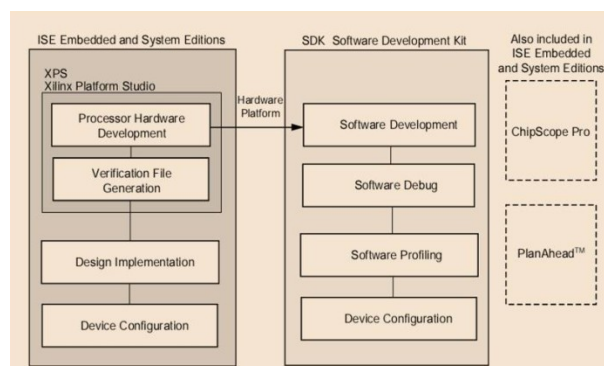 ISE Embedded and System Editions
XPS
Xilinx Platform Studio
Processor Hardware
Development
Verification File
Generation
Design Implementation
Device Configuration
Hardware
Platform
SDK Software Development Kit
Software Development
Software Debug
Software Profiling
Device Configuration
Also included in
ISE Embedded
and System Editions
ChipScope Pro
PlanAhead™